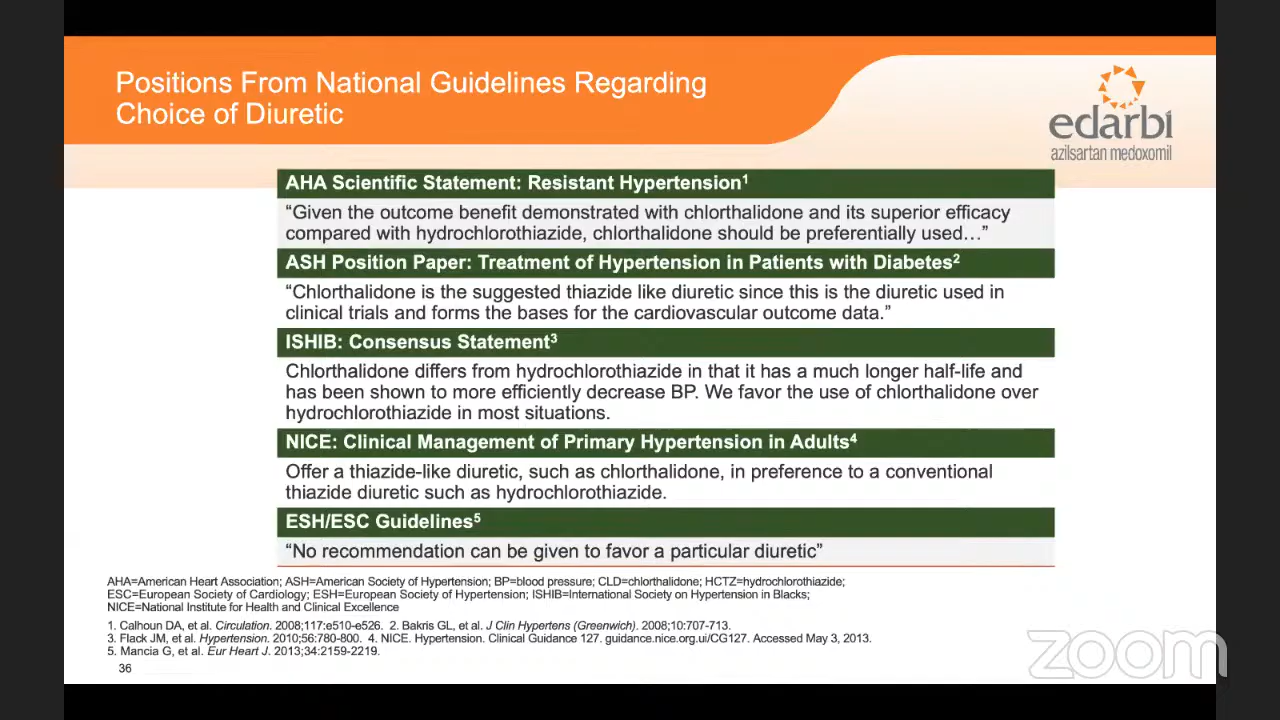 Positions From National Guidelines Regarding
Choice of Diuretic
edarbi
azilsartan medoxomil
AHA Scientific Statement: Resistant Hypertension¹
“Given the outcome benefit demonstrated with chlorthalidone and its superior efficacy
compared with hydrochlorothiazide, chlorthalidone should be preferentially used…”
ASH Position Paper: Treatment of Hypertension in Patients with Diabetes²
“Chlorthalidone is the suggested thiazide like diuretic since this is the diuretic used in
clinical trials and forms the bases for the cardiovascular outcome data.”
ISHIB: Consensus Statement³
Chlorthalidone differs from hydrochlorothiazide in that it has a much longer half-life and
has been shown to more efficiently decrease BP. We favor the use of chlorthalidone over
hydrochlorothiazide in most situations.
NICE: Clinical Management of Primary Hypertension in Adults⁴
Offer a thiazide-like diuretic, such as chlorthalidone, in preference to a conventional
thiazide diuretic such as hydrochlorothiazide.
ESH/ESC Guidelines⁵
“No recommendation can be given to favor a particular diuretic”
AHA=American Heart Association; ASH=American Society of Hypertension; BP=blood pressure; CLD=chlorthalidone; HCTZ=hydrochlorothiazide;
ESC=European Society of Cardiology; ESH=European Society of Hypertension; ISHIB=International Society on Hypertension in Blacks;
NICE=National Institute for Health and Clinical Excellence
1. Calhoun DA, et al. Circulation. 2008;117:e510-e526. 2. Bakris GL, et al. J Clin Hypertens (Greenwich). 2008;10:707-713.
3. Flack JM, et al. Hypertension. 2010;56:780-800. 4. NICE. Hypertension. Clinical Guidance 127. guidance.nice.org.ui/CG127. Accessed May 3, 2013.
5. Mancia G, et al. Eur Heart J. 2013;34:2159-2219.
36
zoom